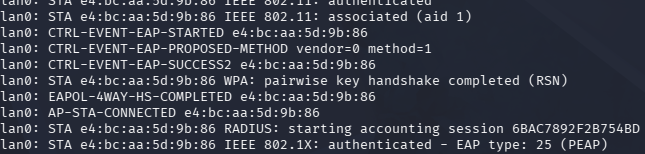 lan0: STA e4:bc:aa:5d:9b:86 IEEE 802.11: authenticated
lan0: STA e4:bc:aa:5d:9b:86 IEEE 802.11: associated (aid 1)
lan0: CTRL-EVENT-EAP-STARTED e4:bc:aa:5d:9b:86
lan0: CTRL-EVENT-EAP-PROPOSED-METHOD vendor=0 method=1
lan0: CTRL-EVENT-EAP-SUCCESS2 e4:bc:aa:5d:9b:86
lan0: STA e4:bc:aa:5d:9b:86 WPA: pairwise key handshake completed (RSN)
lan0: EAPOL-4WAY-HS-COMPLETED e4:bc:aa:5d:9b:86
lan0: AP-STA-CONNECTED e4:bc:aa:5d:9b:86
lan0: STA e4:bc:aa:5d:9b:86 RADIUS: starting accounting session 6BAC7892F2B754BD
lan0: STA e4:bc:aa:5d:9b:86 IEEE 802.1X: authenticated - EAP type: 25 (PEAP)